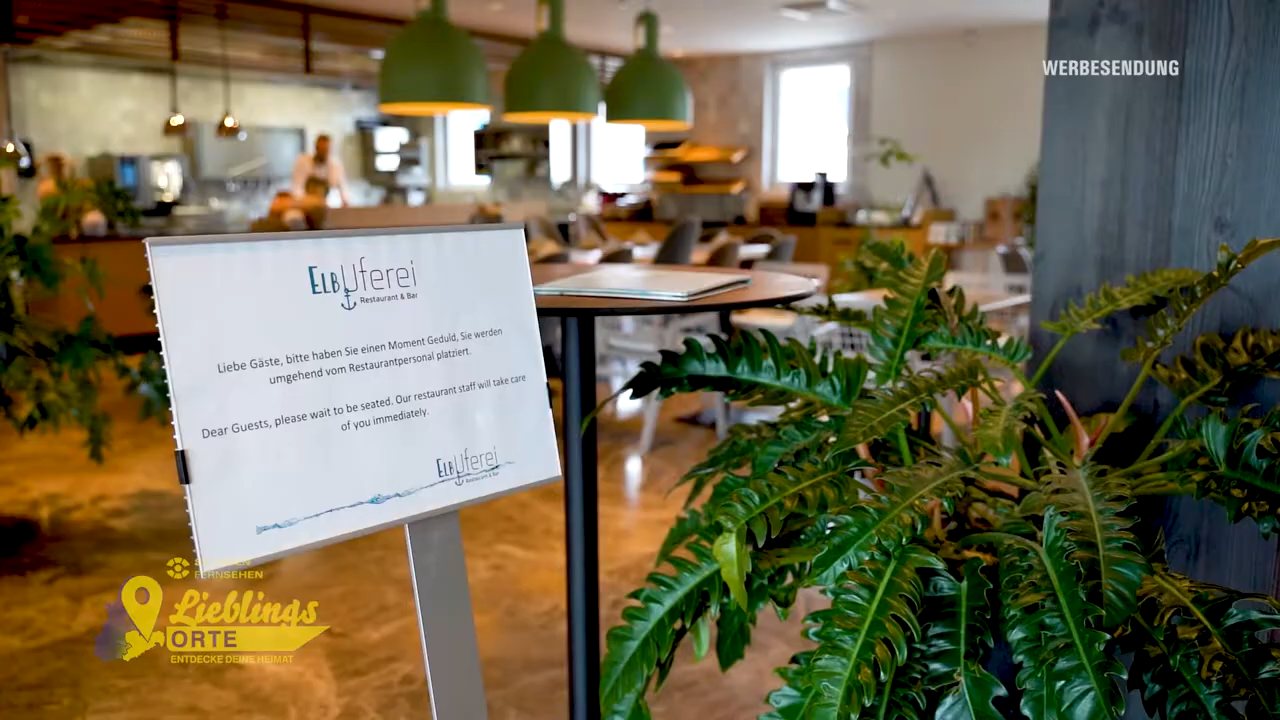 WERBESENDUNG
ELBUferei
Restaurant & Bar
Liebe Gäste, bitte haben Sie einen Moment Geduld, Sie werden
umgehend vom Restaurantpersonal platziert.
Dear Guests, please wait to be seated. Our restaurant staff will take care
of you immediately.
ELBUferei
Restaurant & Bar
FERNSEHEN
Lieblings
ORTE
ENTDECKE DEINE HEIMAT